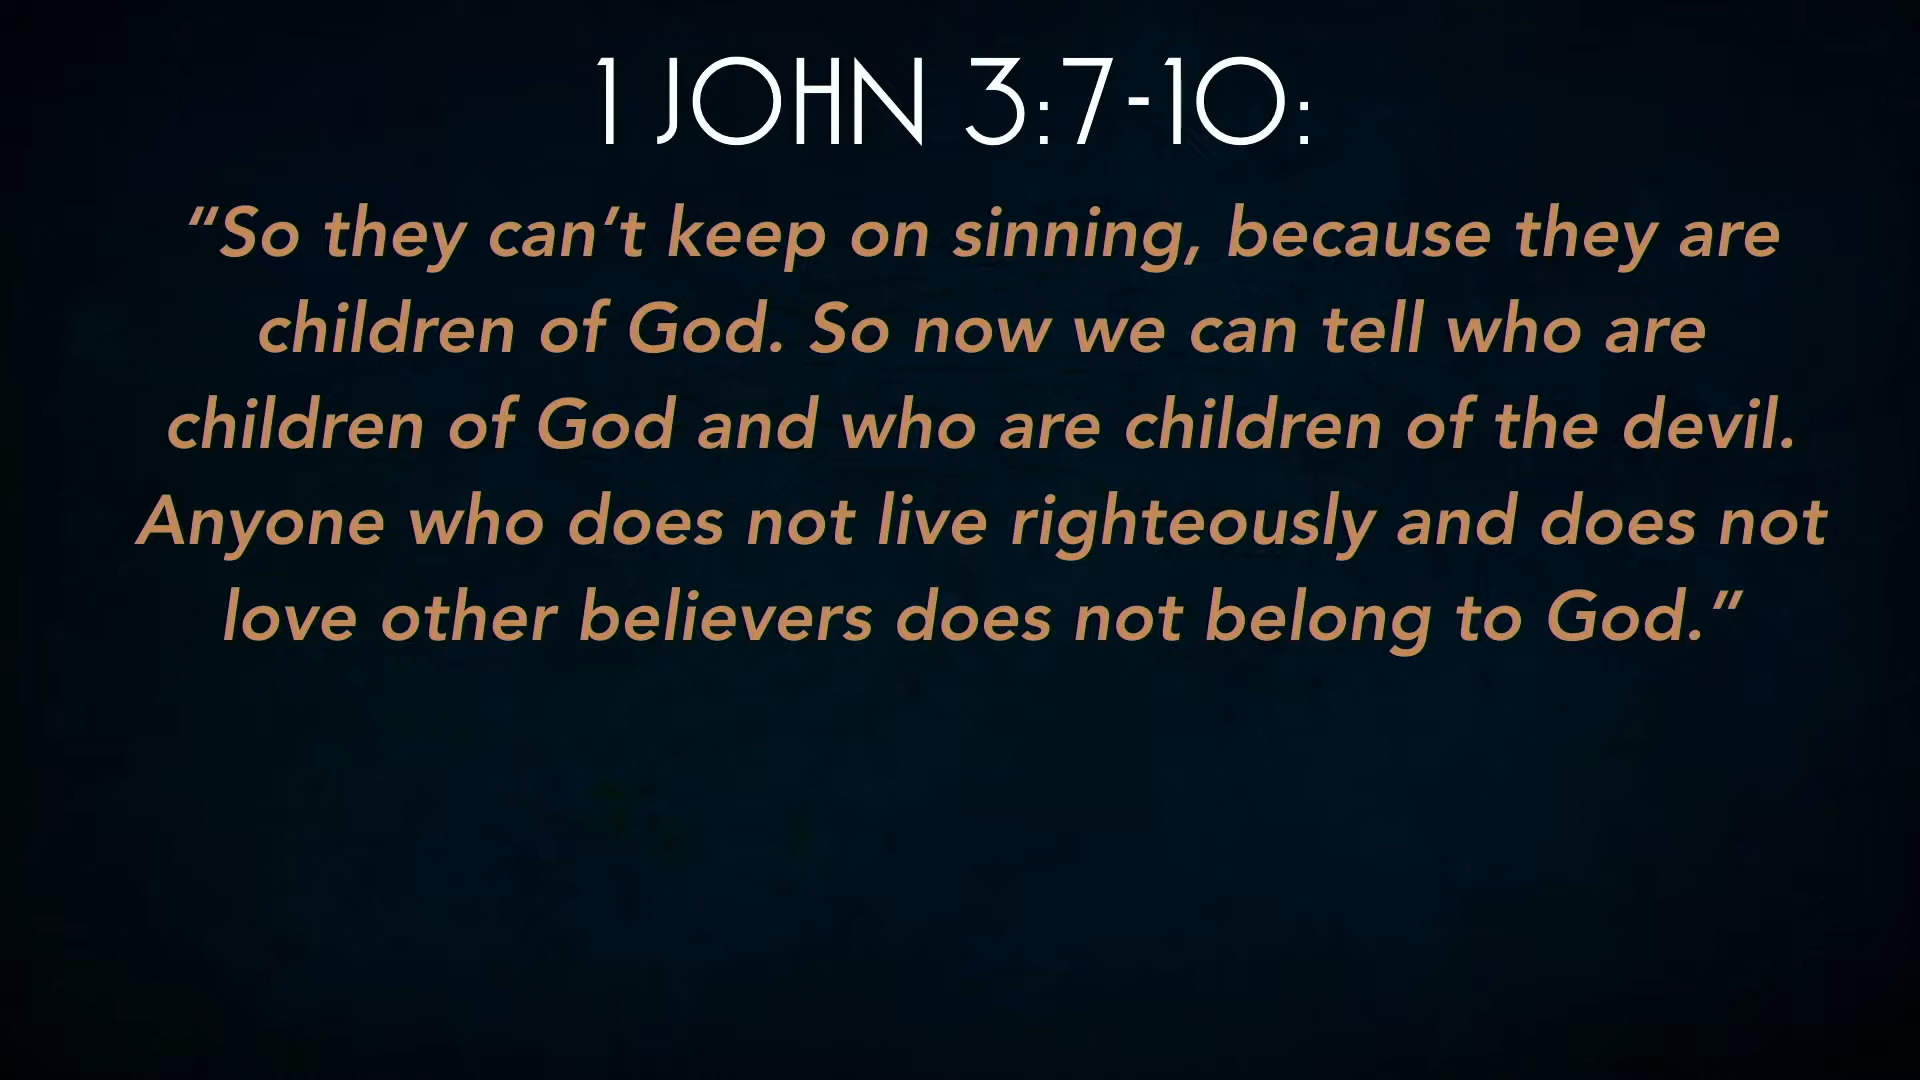 1 JOHN 3:7-10:
“So they can’t keep on sinning, because they are
children of God. So now we can tell who are
children of God and who are children of the devil.
Anyone who does not live righteously and does not
love other believers does not belong to God.”